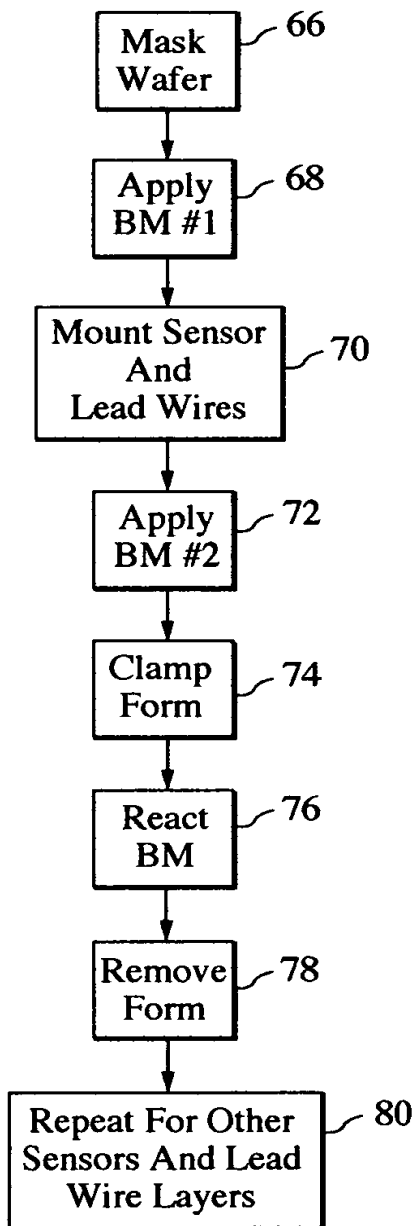 Mask
Wafer
66
Apply
BM #1
68
Mount Sensor
And
Lead Wires
70
Apply
BM #2
72
Clamp
Form
74
React
BM
76
Remove
Form
78
Repeat For Other
Sensors And Lead
Wire Layers
80